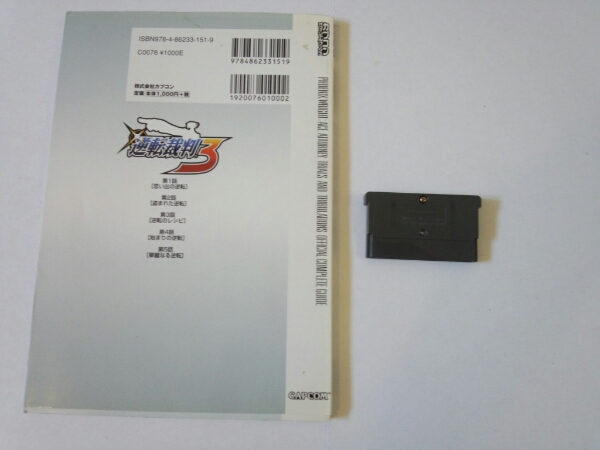 ISBN978-4-86233-151-9
C0076 ¥1000E
株式会社カプコン
定価:本体1,000円+税
9784862331519
1920076010002
逆転裁判3
第1話
[思い出の逆転]
第2話
[盗まれた逆転]
第3話
[逆転のレシピ]
第4話
[始まりの逆転]
第5話
[華麗なる逆転]
PHOENIX WRIGHT: ACE ATTORNEY TRIALS AND TRIBULATIONS OFFICIAL COMPLETE GUIDE
CAPCOM